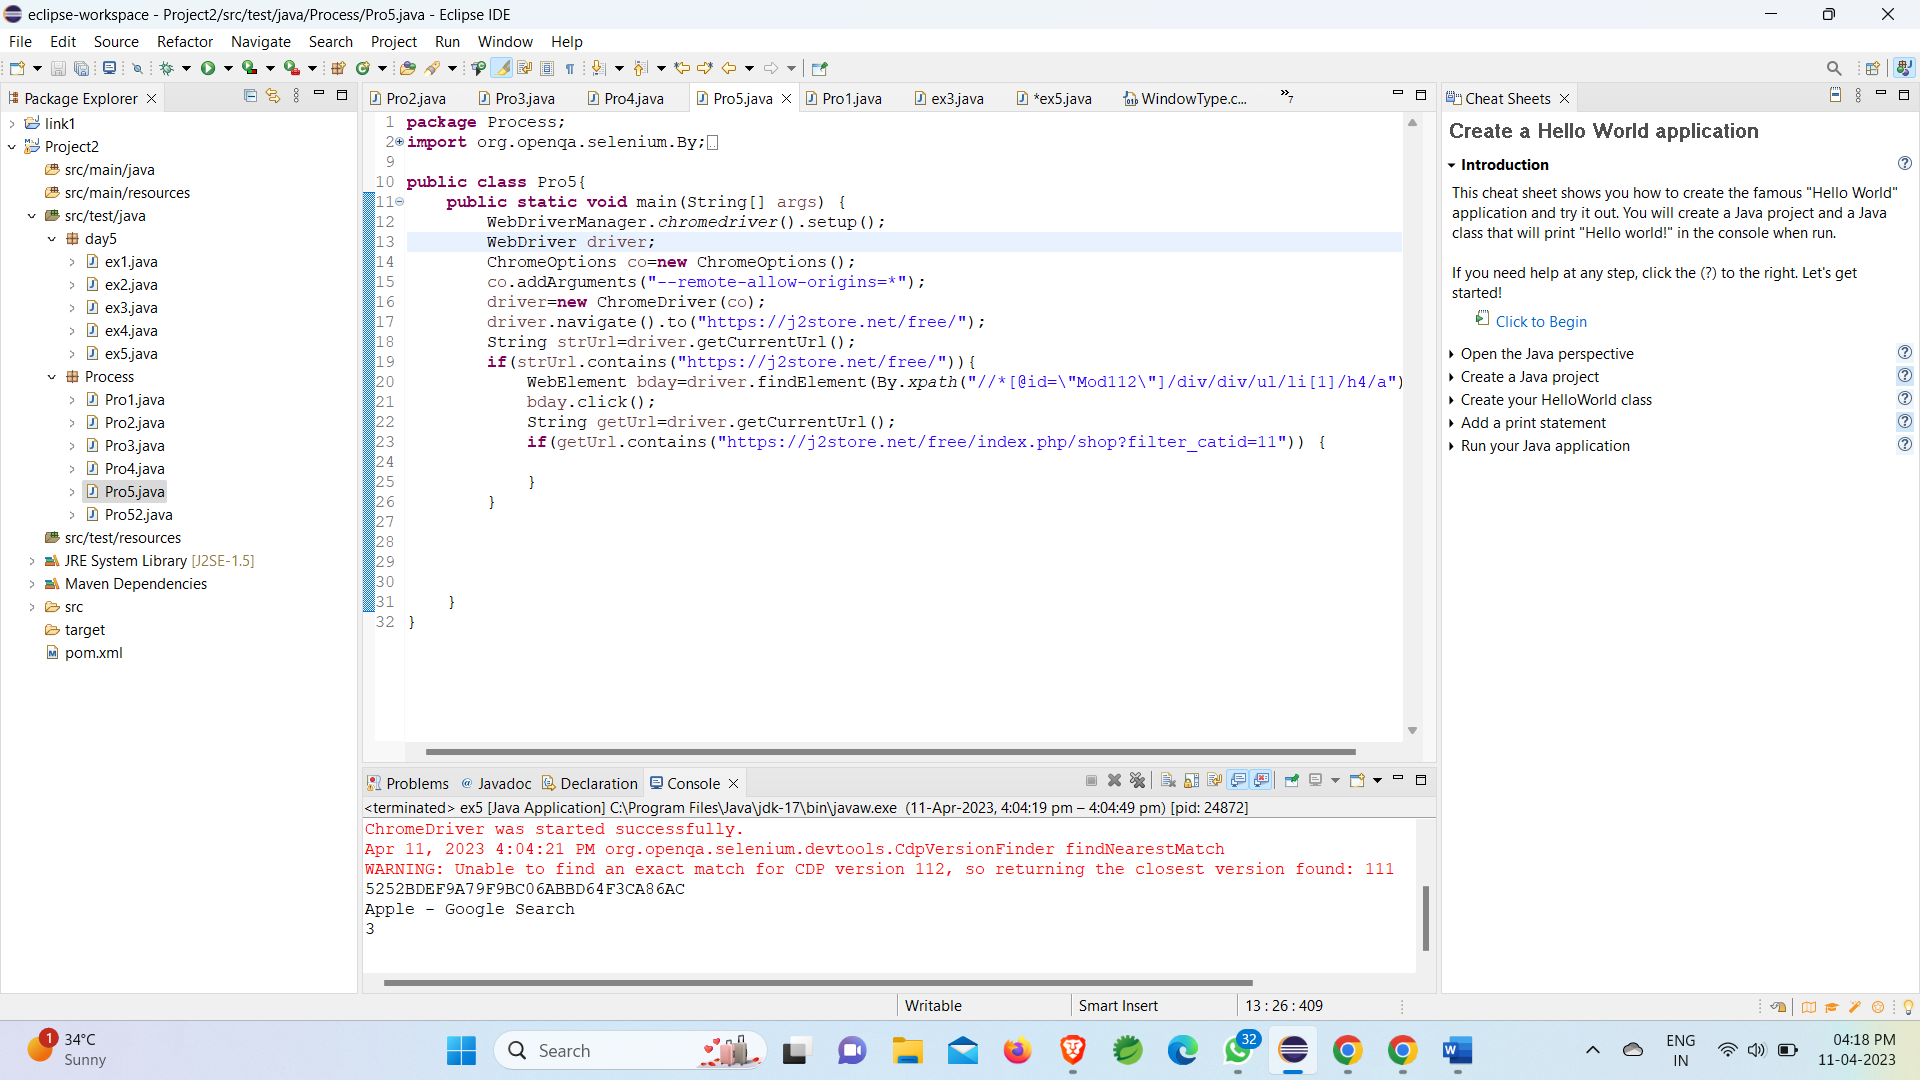 eclipse-workspace - Project2/src/test/java/Process/Pro5.java - Eclipse IDE
File Edit Source Refactor Navigate Search Project Run Window Help
Package Explorer
link1
Project2
src/main/java
src/main/resources
src/test/java
day5
ex1.java
ex2.java
ex3.java
ex4.java
ex5.java
Process
Pro1.java
Pro2.java
Pro3.java
Pro4.java
Pro5.java
Pro52.java
src/test/resources
JRE System Library [J2SE-1.5]
Maven Dependencies
src
target
pom.xml
Pro2.java Pro3.java Pro4.java Pro5.java Pro1.java ex3.java *ex5.java WindowType.c... »7
1 package Process;
2 import org.openqa.selenium.By;
9
10 public class Pro5{
11 public static void main(String[] args) {
12 WebDriverManager.chromedriver().setup();
13 WebDriver driver;
14 ChromeOptions co=new ChromeOptions();
15 co.addArguments("--remote-allow-origins=*");
16 driver=new ChromeDriver(co);
17 driver.navigate().to("https://j2store.net/free/");
18 String strUrl=driver.getCurrentUrl();
19 if(strUrl.contains("https://j2store.net/free/")){
20 WebElement bday=driver.findElement(By.xpath("//*[@id=\"Mod112\"]/div/div/ul/li[1]/h4/a")
21 bday.click();
22 String getUrl=driver.getCurrentUrl();
23 if(getUrl.contains("https://j2store.net/free/index.php/shop?filter_catid=11")) {
24
25 }
26 }
27
28
29
30
31 }
32 }
Problems @ Javadoc Declaration Console
<terminated> ex5 [Java Application] C:\Program Files\Java\jdk-17\bin\javaw.exe (11-Apr-2023, 4:04:19 pm – 4:04:49 pm) [pid: 24872]
ChromeDriver was started successfully.
Apr 11, 2023 4:04:21 PM org.openqa.selenium.devtools.CdpVersionFinder findNearestMatch
WARNING: Unable to find an exact match for CDP version 112, so returning the closest version found: 111
5252BDEF9A79F9BC06ABBD64F3CA86AC
Apple - Google Search
3
Cheat Sheets
Create a Hello World application
Introduction
This cheat sheet shows you how to create the famous "Hello World"
application and try it out. You will create a Java project and a Java
class that will print "Hello world!" in the console when run.
If you need help at any step, click the (?) to the right. Let's get
started!
Click to Begin
Open the Java perspective
Create a Java project
Create your HelloWorld class
Add a print statement
Run your Java application
Writable Smart Insert 13 : 26 : 409
1
34°C
Sunny
Search
32
ENG
IN
04:18 PM
11-04-2023